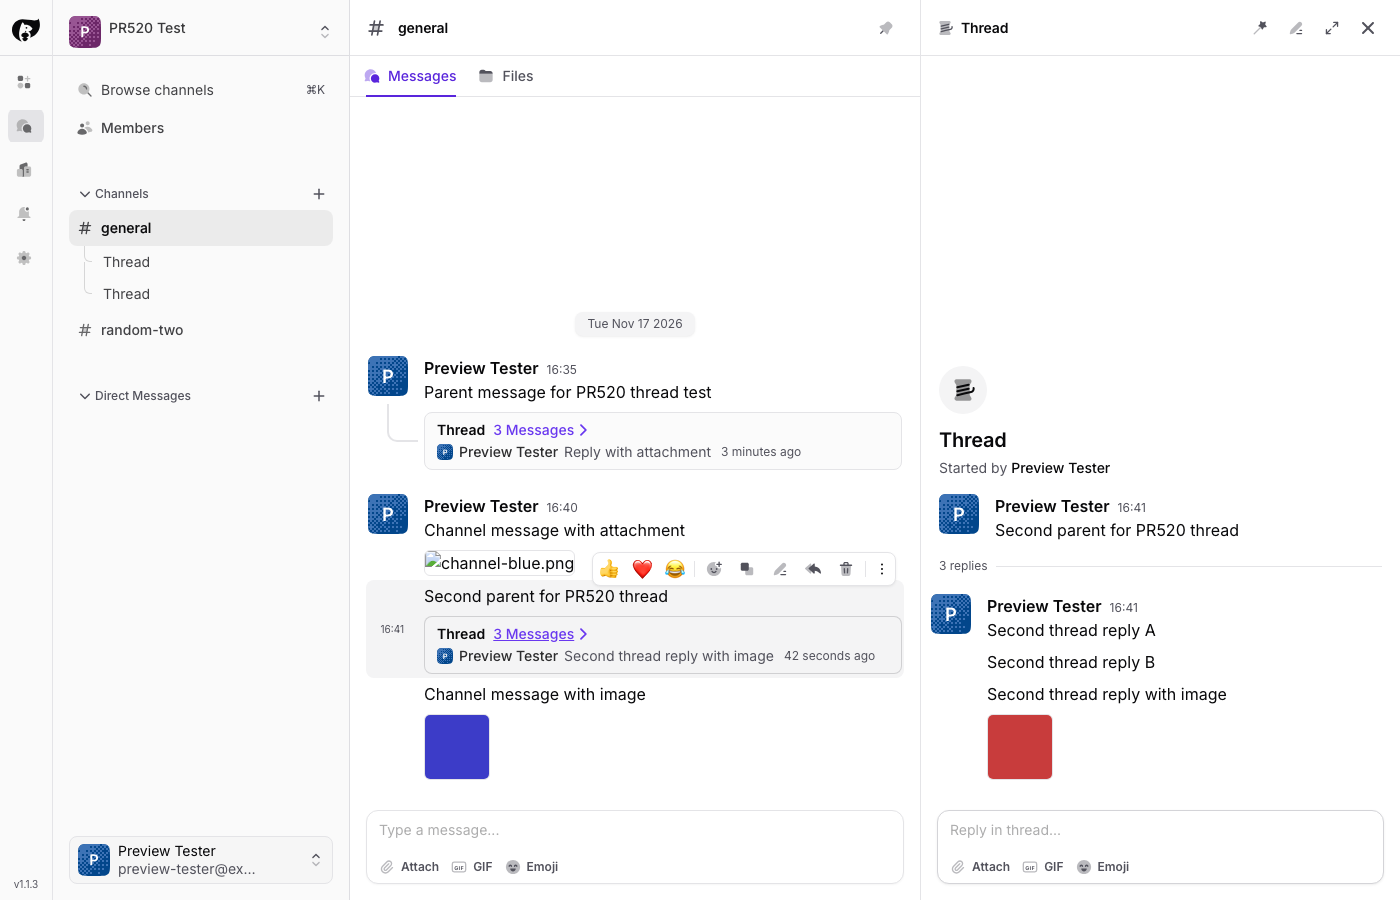 P
PR520 Test
Browse channels
⌘K
Members
Channels
# general
Thread
Thread
# random-two
Direct Messages
P
Preview Tester
preview-tester@ex...
v1.1.3
# general
Messages
Files
Tue Nov 17 2026
P
Preview Tester 16:35
Parent message for PR520 thread test
Thread 3 Messages
P Preview Tester Reply with attachment 3 minutes ago
P
Preview Tester 16:40
Channel message with attachment
channel-blue.png
Second parent for PR520 thread
16:41
Thread 3 Messages
P Preview Tester Second thread reply with image 42 seconds ago
Channel message with image
Type a message...
Attach
GIF GIF
Emoji
Thread
Thread
Started by Preview Tester
P
Preview Tester 16:41
Second parent for PR520 thread
3 replies
P
Preview Tester 16:41
Second thread reply A
Second thread reply B
Second thread reply with image
Reply in thread...
Attach
GIF GIF
Emoji